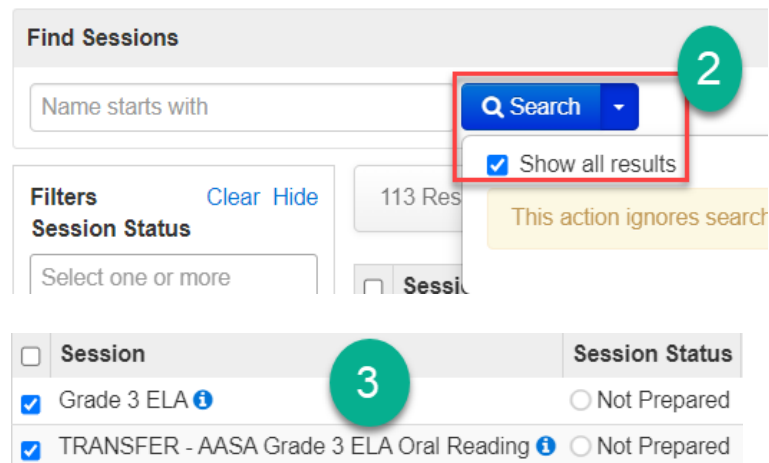 Find Sessions
2
Name starts with
Search
Show all results
Filters Clear Hide
113 Res
This action ignores search
Session Status
Select one or more
Sessi
Session 3 Session Status
Grade 3 ELA Not Prepared
TRANSFER - AASA Grade 3 ELA Oral Reading Not Prepared